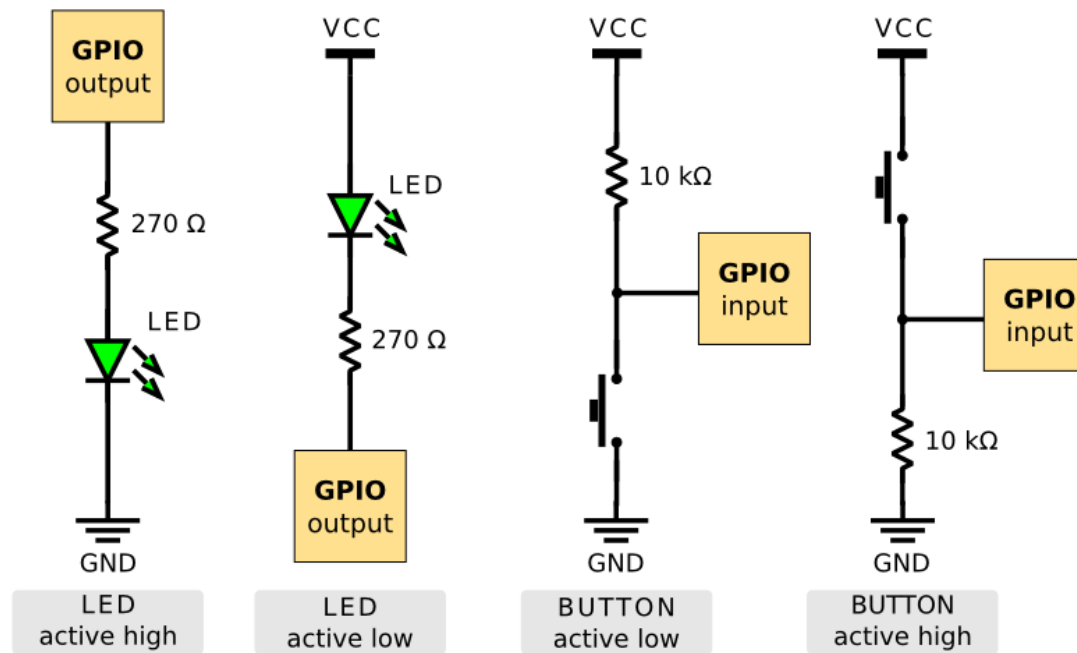 GPIO
output
270 Ω
LED
GND
LED
active high
VCC
LED
270 Ω
GPIO
output
LED
active low
VCC
10 kΩ
GPIO
input
GND
BUTTON
active low
VCC
GPIO
input
10 kΩ
GND
BUTTON
active high